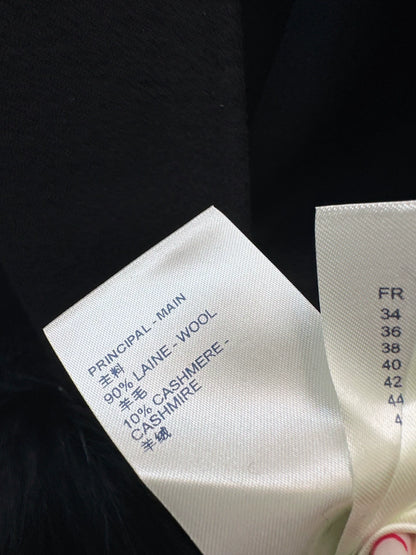 PRINCIPAL - MAIN
主料
90% LAINE - WOOL
羊毛
10% CASHMERE -
CASHMIRE
羊绒
FR
34
36
38
40
42
44